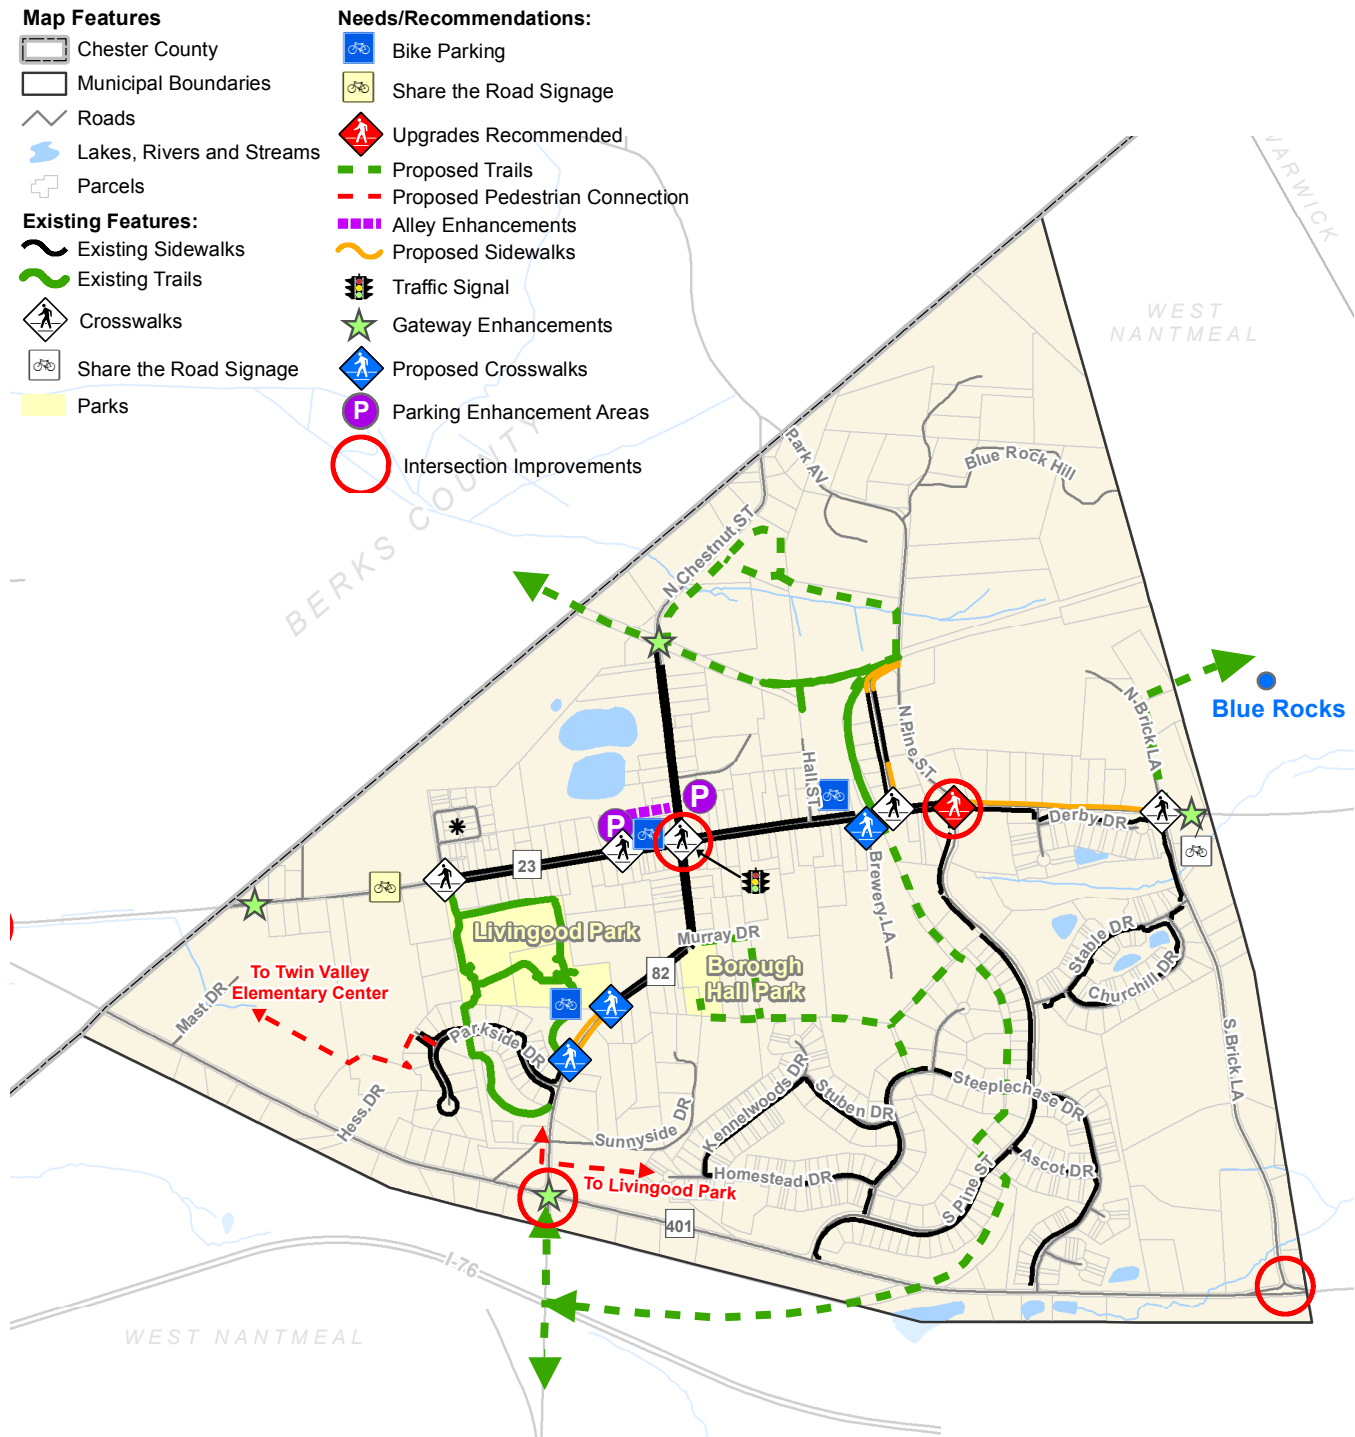 Map Features
Chester County
Municipal Boundaries
Roads
Lakes, Rivers and Streams
Parcels
Existing Features:
Existing Sidewalks
Existing Trails
Crosswalks
Share the Road Signage
Parks
Needs/Recommendations:
Bike Parking
Share the Road Signage
Upgrades Recommended
Proposed Trails
Proposed Pedestrian Connection
Alley Enhancements
Proposed Sidewalks
Traffic Signal
Gateway Enhancements
Proposed Crosswalks
P
Parking Enhancement Areas
Intersection Improvements
WARWICK
WEST
NANTMEAL
BERKS COUNTY
Park AV
Blue Rock Hill
N Chestnut ST
N Brick LA
Blue Rocks
N Pine ST
Hall ST
P
P
Derby DR
23
Brewery LA
Livingood Park
Murray DR
Stable DR
82
Borough
Hall Park
To Twin Valley
Elementary Center
Churchill DR
Mast DR
Parkside DR
S Brick LA
Hess DR
Kennelwoods DR
Steeplechase DR
Stuben DR
Sunnyside DR
Ascot DR
Homestead DR
To Livingood Park
S Pine ST
401
I-76
WEST NANTMEAL